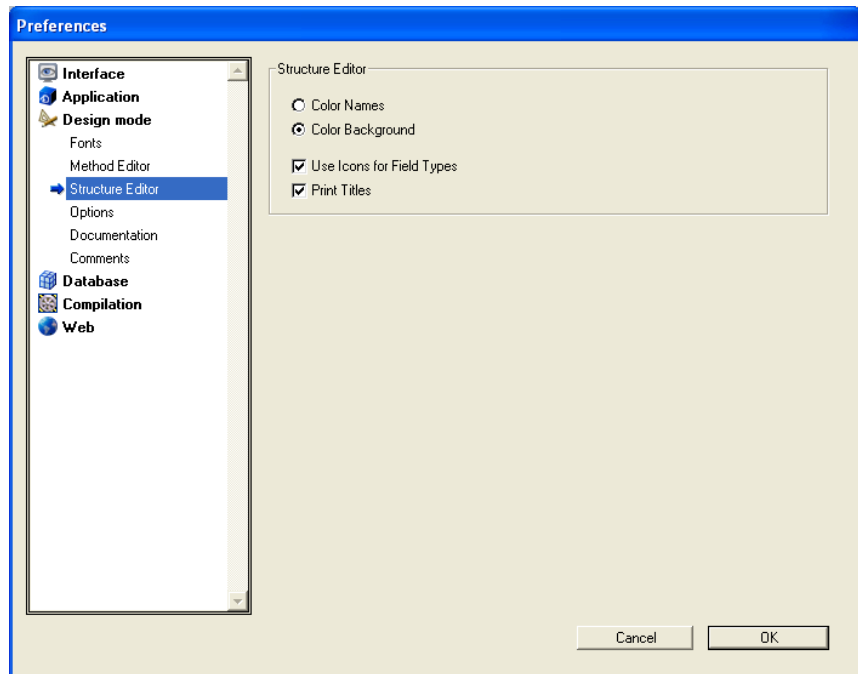 Preferences
Interface
Application
Design mode
Fonts
Method Editor
Structure Editor
Options
Documentation
Comments
Database
Compilation
Web
Structure Editor
Color Names
Color Background
Use Icons for Field Types
Print Titles
Cancel
OK